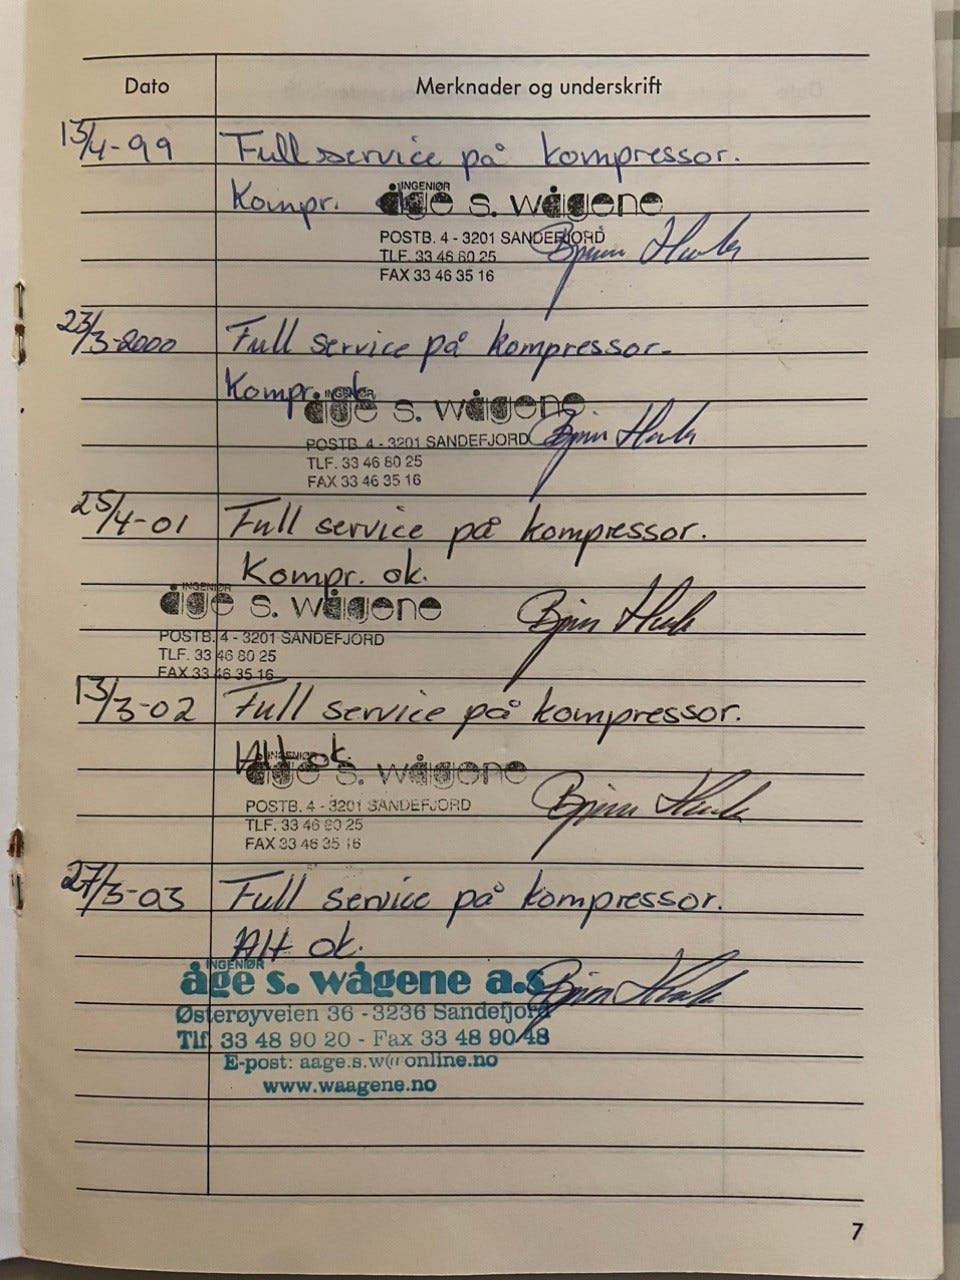 Dato Merknader og underskrift
13/4-99 Full service på kompressor.
Kompr. ok
INGENIØR
åge s. wågene
POSTB. 4 - 3201 SANDEFJORD
TLF. 33 46 80 25
FAX 33 46 35 16
23/3-2000 Full service på kompressor.
Kompr. ok
INGENIØR
åge s. wågene
POSTB. 4 - 3201 SANDEFJORD
TLF. 33 46 80 25
FAX 33 46 35 16
25/4-01 Full service på kompressor.
Kompr. ok.
INGENIØR
åge s. wågene
POSTB. 4 - 3201 SANDEFJORD
TLF. 33 46 80 25
FAX 33 46 35 16
13/3-02 Full service på kompressor.
Alt ok.
INGENIØR
åge s. wågene
POSTB. 4 - 3201 SANDEFJORD
TLF. 33 46 80 25
FAX 33 46 35 16
27/3-03 Full service på kompressor.
Alt ok.
INGENIØR
åge s. wågene a.s
Østerøyveien 36 - 3236 Sandefjord
Tlf. 33 48 90 20 - Fax 33 48 90 48
E-post: aage.s.w@online.no
www.waagene.no
7